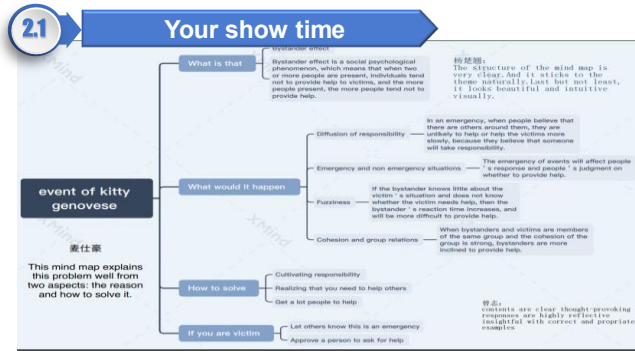 2.1
Your show time
What is that
Bystander effect
Bystander effect is a social psychological
phenomenon, which means that when two
or more people are present, individuals tend
not to provide help to victims, and the more
people present, the more people tend not to
provide help.
杨楚翘：
The structure of the mind map is
very clear.And it sticks to the
theme naturally.Last but not least,
it looks beautiful and intuitive
visually.
event of kitty
genovese
What would it happen
Diffusion of responsibility
In an emergency, when people believe that
there are others around them, they are
unlikely to help or help the victims more
slowly, because they believe that someone
will take responsibility.
Emergency and non emergency situations
The emergency of events will affect people
' s response and people ' s judgment on
whether to provide help.
Fuzziness
If the bystander knows little about the
victim ' s situation and does not know
whether the victim needs help, then the
bystander ' s reaction time increases, and
will be more difficult to provide help.
Cohesion and group relations
When bystanders and victims are members
of the same group and the cohesion of the
group is strong, bystanders are more
inclined to provide help.
麦仕豪
This mind map explains
this problem well from
two aspects: the reason
and how to solve it.
How to solve
Cultivating responsibility
Realizing that you need to help others
Get a lot people to help
If you are victim
Let others know this is an emergency
Approve a person to ask for help
曾志：
contents are clear thought-provoking
responses are highly reflective
insightful with correct and propriate
examples
XMind
XMind
XMind